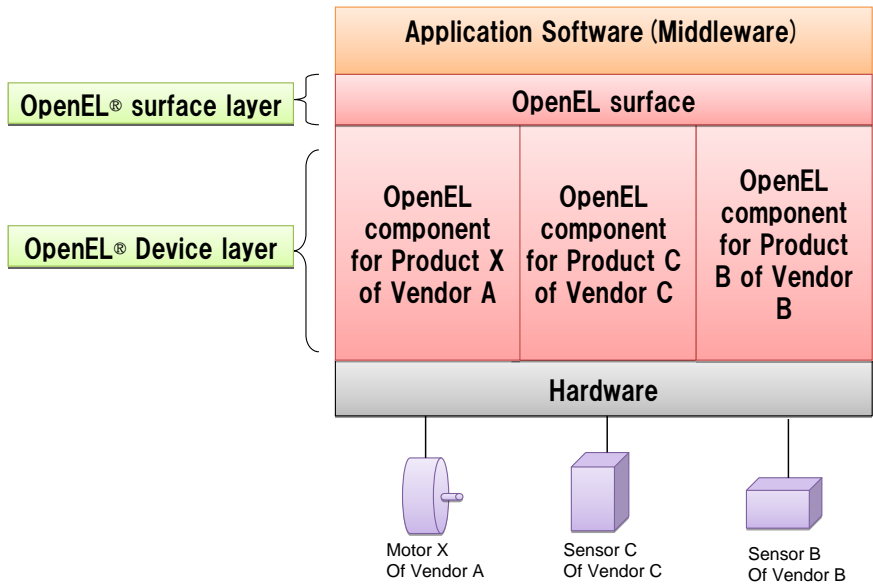 Application Software (Middleware)
OpenEL® surface layer
OpenEL surface
OpenEL® Device layer
OpenEL
component
for Product X
of Vendor A
OpenEL
component
for Product C
of Vendor C
OpenEL
component
for Product
B of Vendor
B
Hardware
Motor X
Of Vendor A
Sensor C
Of Vendor C
Sensor B
Of Vendor B